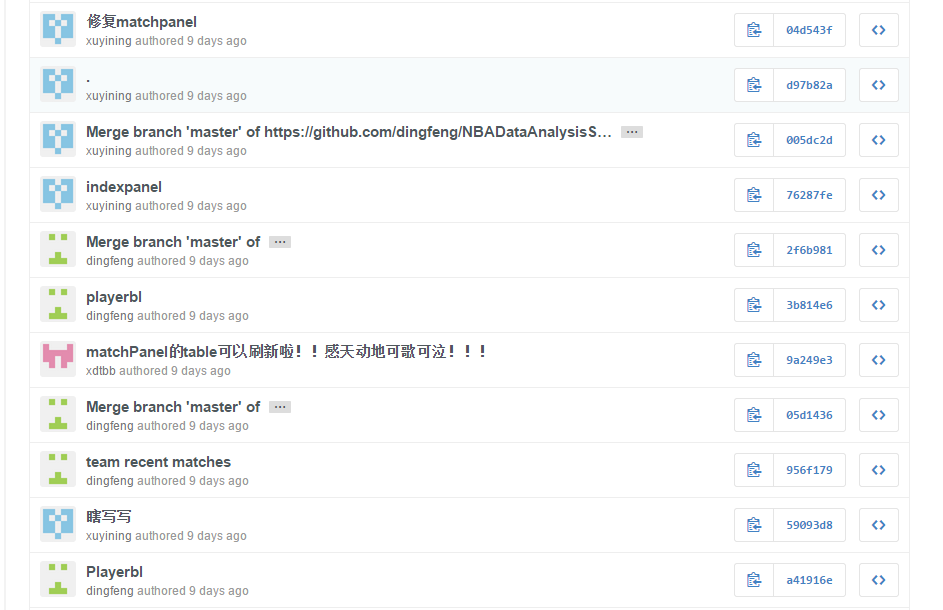 修复matchpanel
xuyining authored 9 days ago
04d543f
.
xuyining authored 9 days ago
d97b82a
Merge branch 'master' of https://github.com/dingfeng/NBADataAnalysisS… …
xuyining authored 9 days ago
005dc2d
indexpanel
xuyining authored 9 days ago
76287fe
Merge branch 'master' of …
dingfeng authored 9 days ago
2f6b981
playerbl
dingfeng authored 9 days ago
3b814e6
matchPanel的table可以刷新啦！！感天动地可歌可泣！！！
xdtbb authored 9 days ago
9a249e3
Merge branch 'master' of …
dingfeng authored 9 days ago
05d1436
team recent matches
dingfeng authored 9 days ago
956f179
瞎写写
xuyining authored 9 days ago
59093d8
Playerbl
dingfeng authored 9 days ago
a41916e